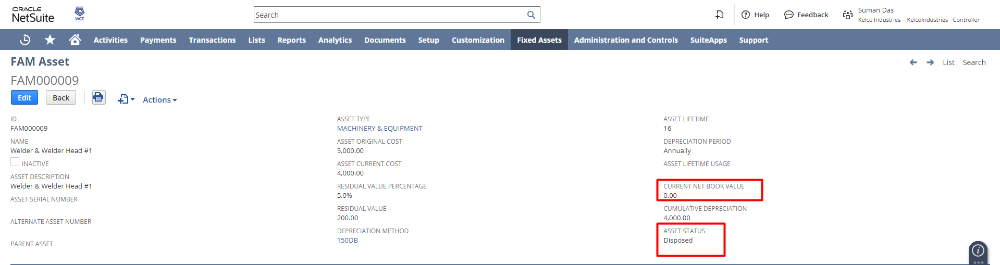 ORACLE
NetSuite
WCT
Search
Help
Feedback
Suman Das
Kelco Industries - KelcoIndustries - Controller
Activities Payments Transactions Lists Reports Analytics Documents Setup Customization Fixed Assets Administration and Controls SuiteApps Support
FAM Asset
List Search
FAM000009
Edit Back Actions
ID
FAM000009
NAME
Welder & Welder Head #1
INACTIVE
ASSET DESCRIPTION
Welder & Welder Head #1
ASSET SERIAL NUMBER
ALTERNATE ASSET NUMBER
PARENT ASSET
ASSET TYPE
MACHINERY & EQUIPMENT
ASSET ORIGINAL COST
5,000.00
ASSET CURRENT COST
4,000.00
RESIDUAL VALUE PERCENTAGE
5.0%
RESIDUAL VALUE
200.00
DEPRECIATION METHOD
150DB
ASSET LIFETIME
16
DEPRECIATION PERIOD
Annually
ASSET LIFETIME USAGE
CURRENT NET BOOK VALUE
0.00
CUMULATIVE DEPRECIATION
4,000.00
ASSET STATUS
Disposed